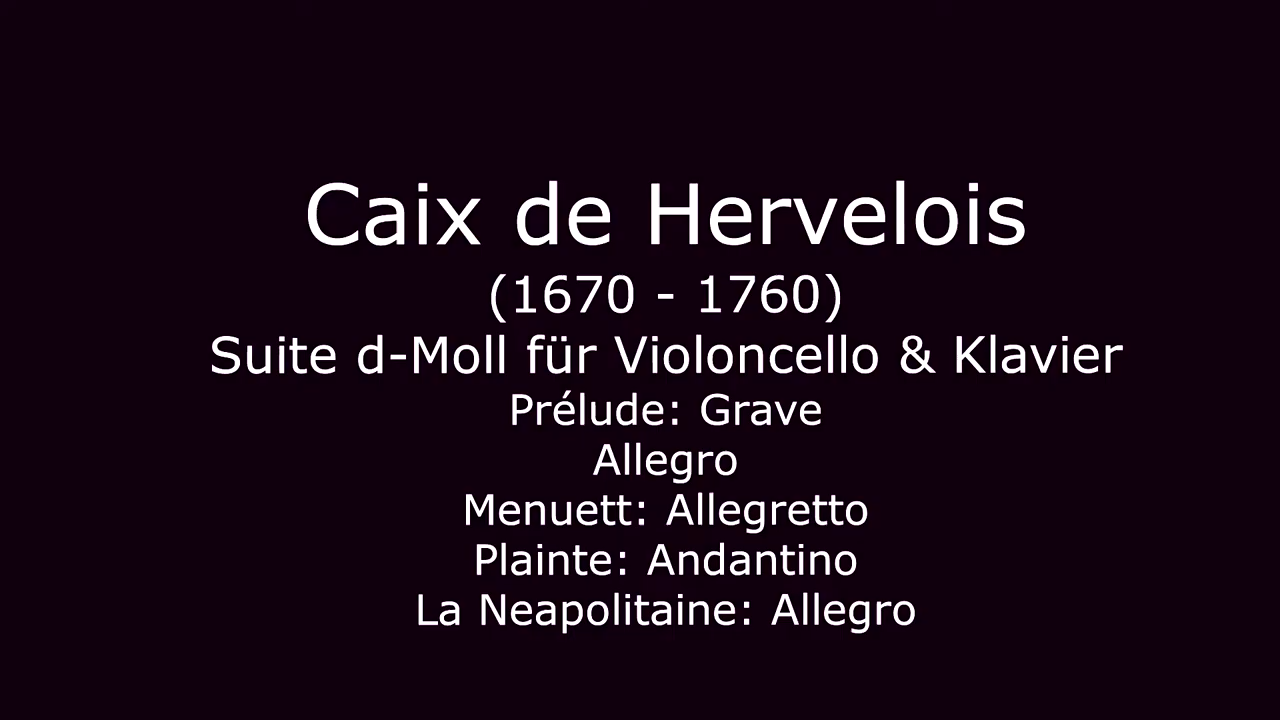 Caix de Hervelois
(1670 - 1760)
Suite d-Moll für Violoncello & Klavier
Prélude: Grave
Allegro
Menuett: Allegretto
Plainte: Andantino
La Neapolitaine: Allegro